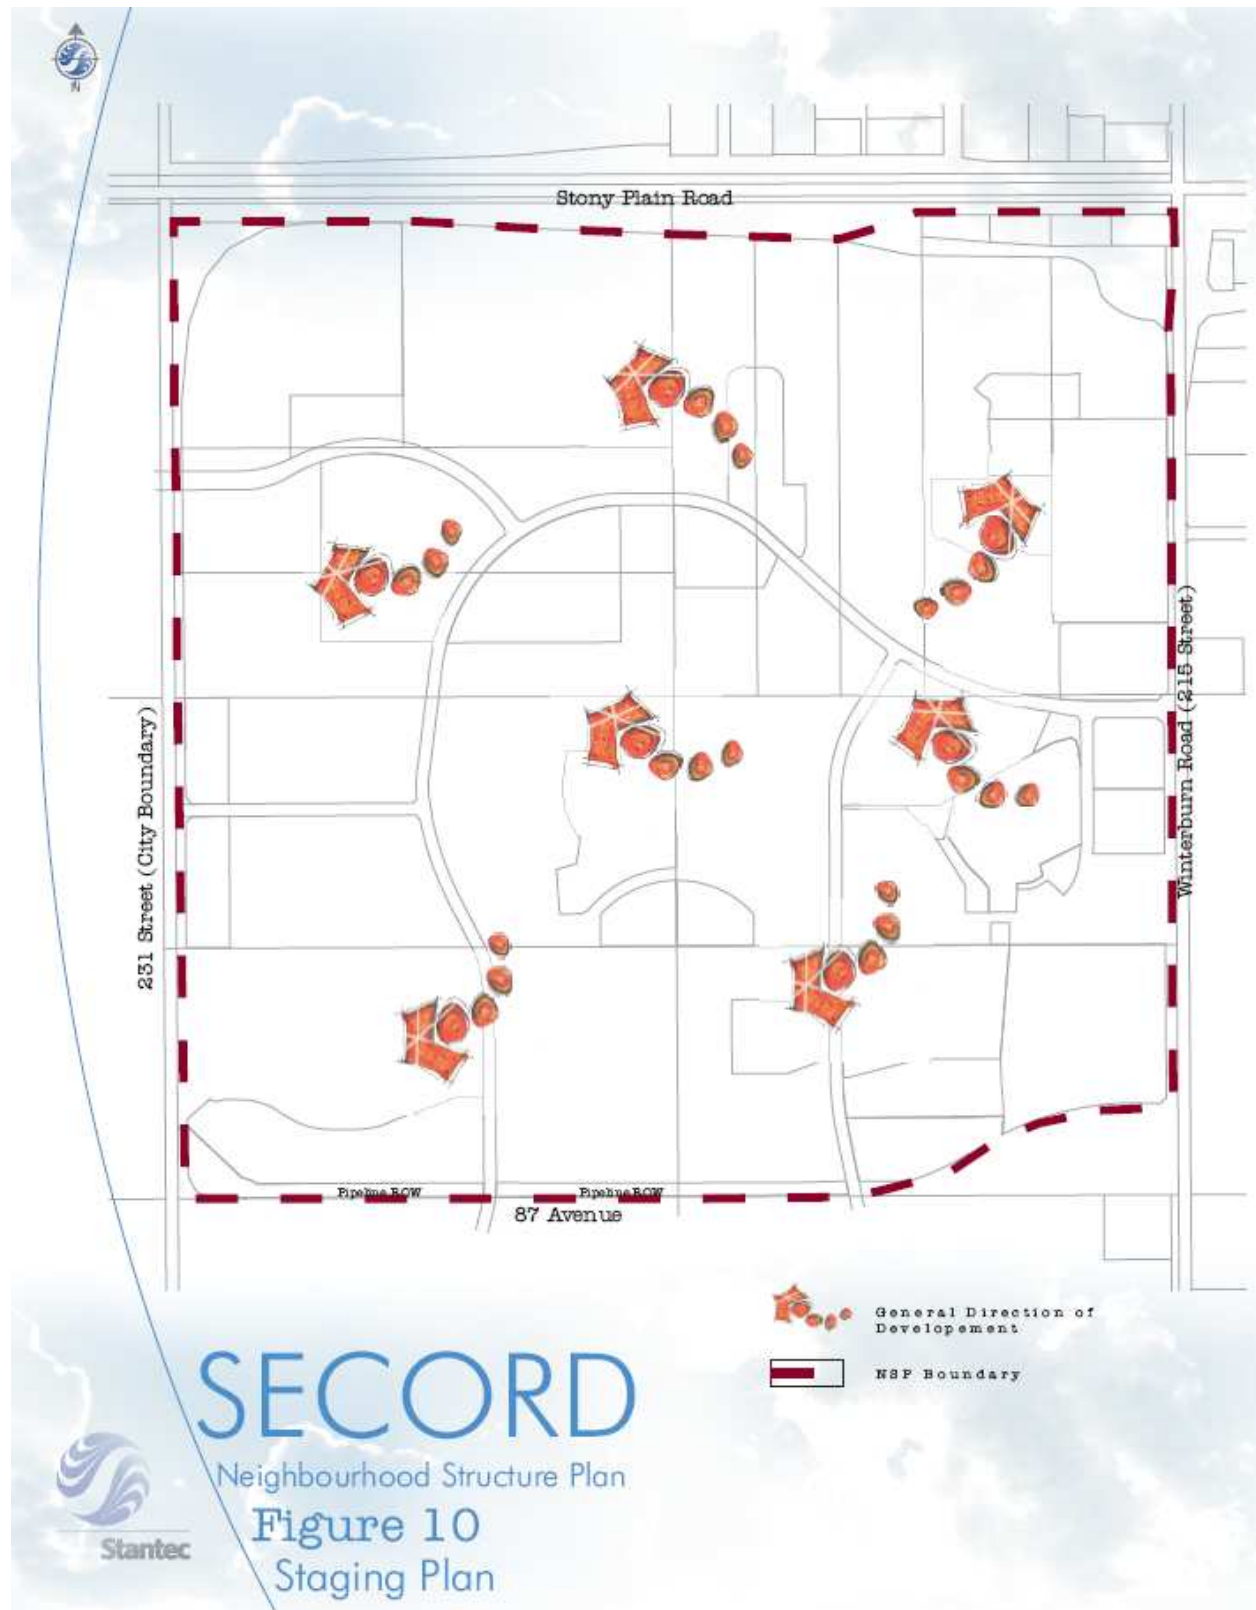 N
Stony Plain Road
231 Street (City Boundary)
Winterburn Road (215 Street)
Pipeline ROW
Pipeline ROW
87 Avenue
General Direction of
Developement
NSP Boundary
SECORD
Neighbourhood Structure Plan
Figure 10
Staging Plan
Stantec